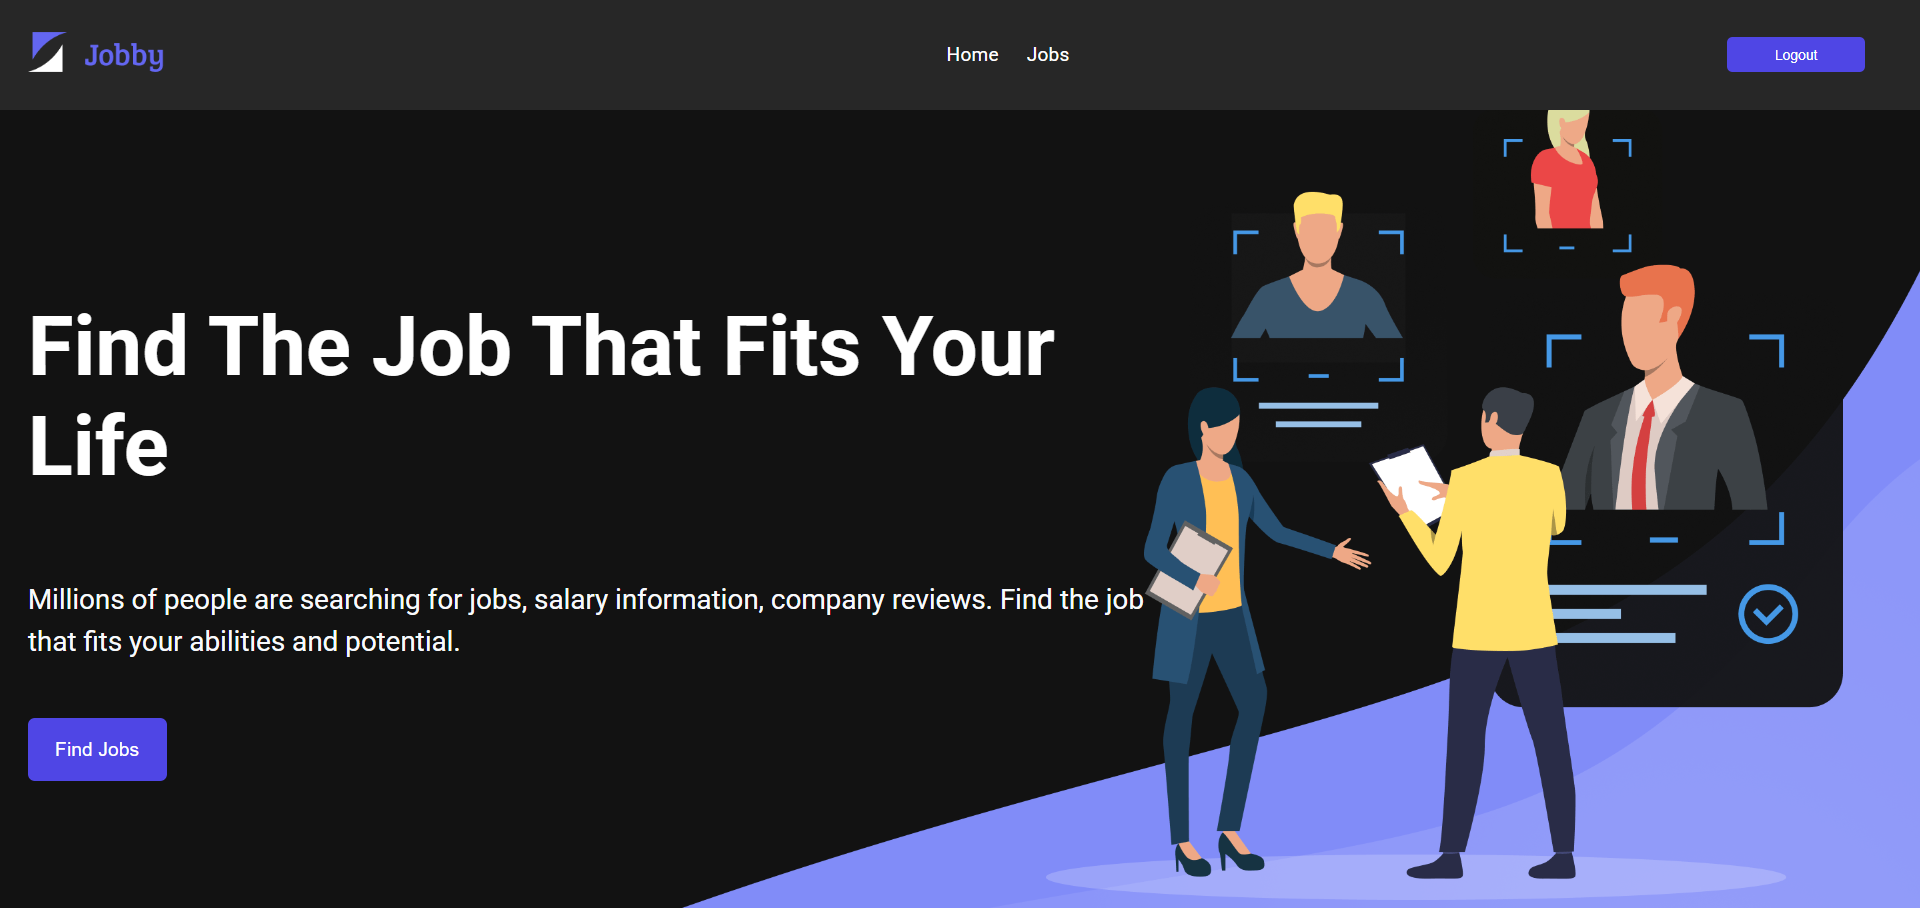 Jobby
Home
Jobs
Logout
Find The Job That Fits Your
Life
Millions of people are searching for jobs, salary information, company reviews. Find the job
that fits your abilities and potential.
Find Jobs